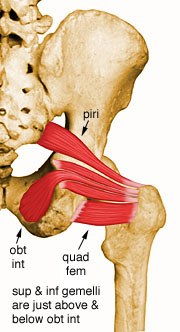 piri
obt
int
quad
fem
sup & inf gemelli
are just above &
below obt int